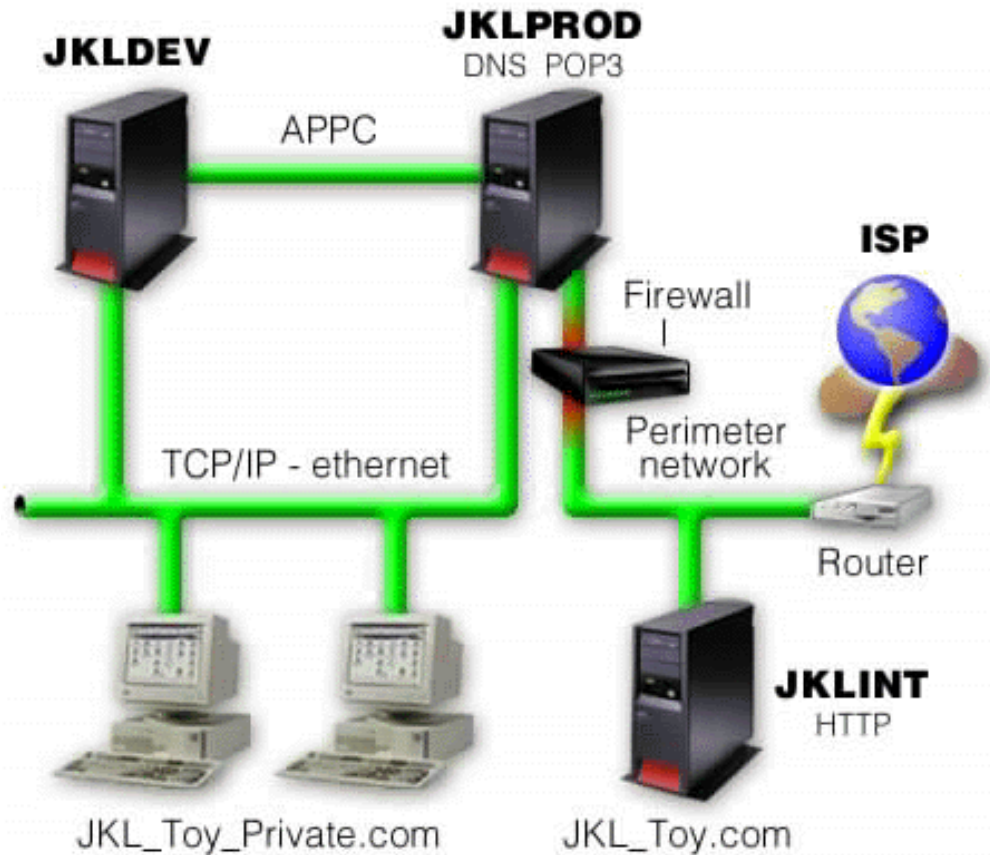 JKLDEV
JKLPROD
DNS POP3
APPC
ISP
Firewall
Perimeter
network
TCP/IP - ethernet
Router
JKLINT
HTTP
JKL_Toy_Private.com
JKL_Toy.com